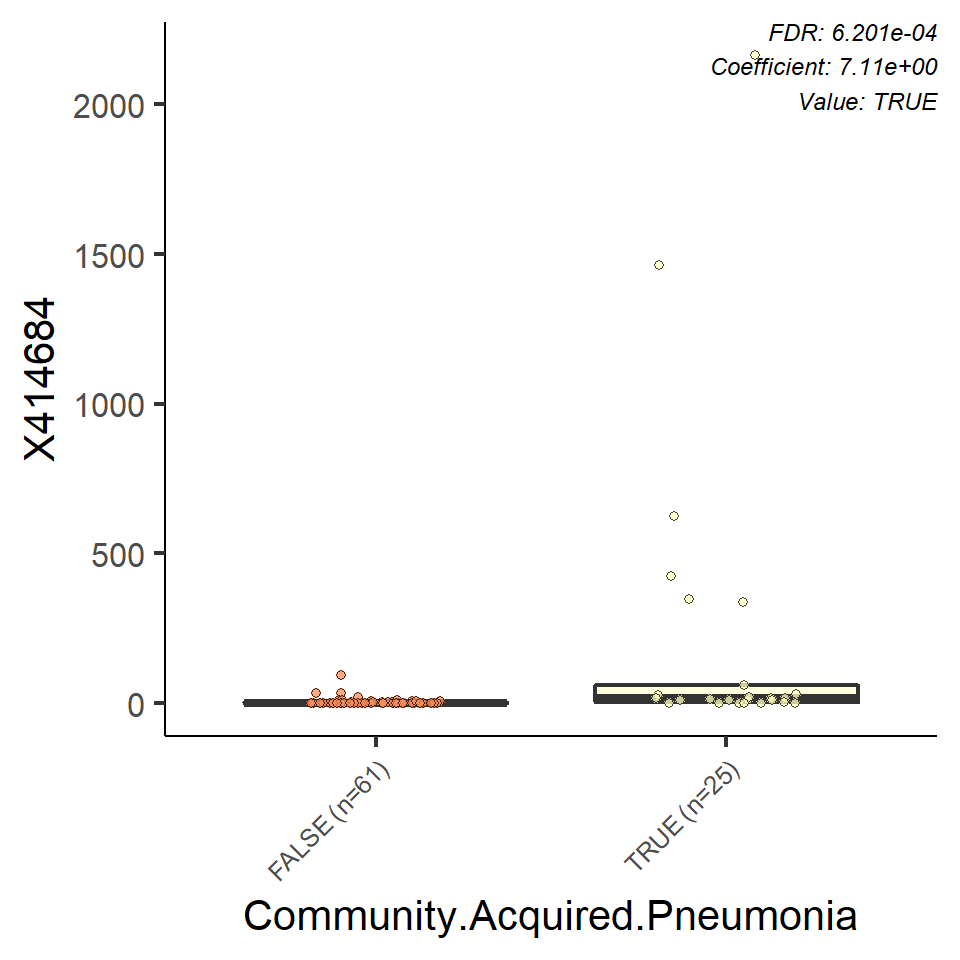 FDR: 6.201e-04
Coefficient: 7.11e+00
Value: TRUE
X414684
2000
1500
1000
500
0
FALSE (n=61)
TRUE (n=25)
Community.Acquired.Pneumonia